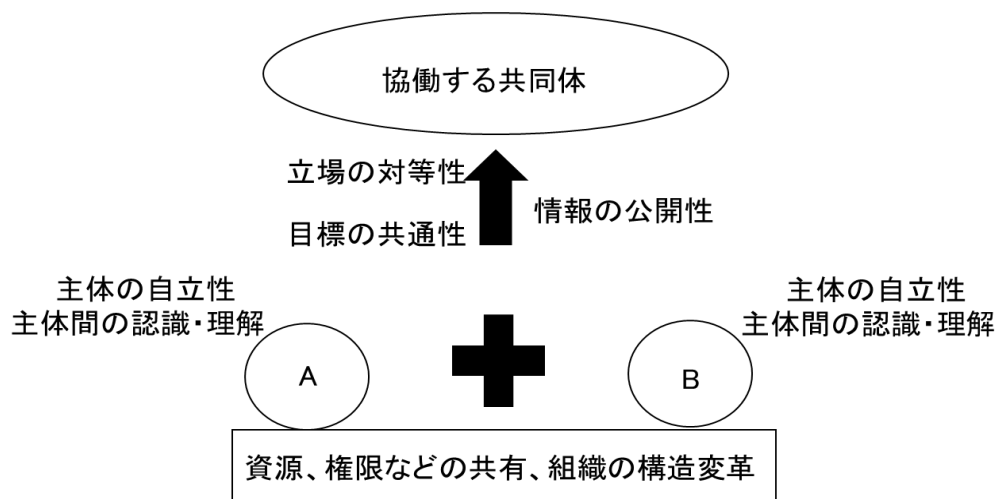 協働する共同体
立場の対等性
情報の公開性
目標の共通性
主体の自立性
主体間の認識・理解
主体の自立性
主体間の認識・理解
A
B
資源、権限などの共有、組織の構造変革